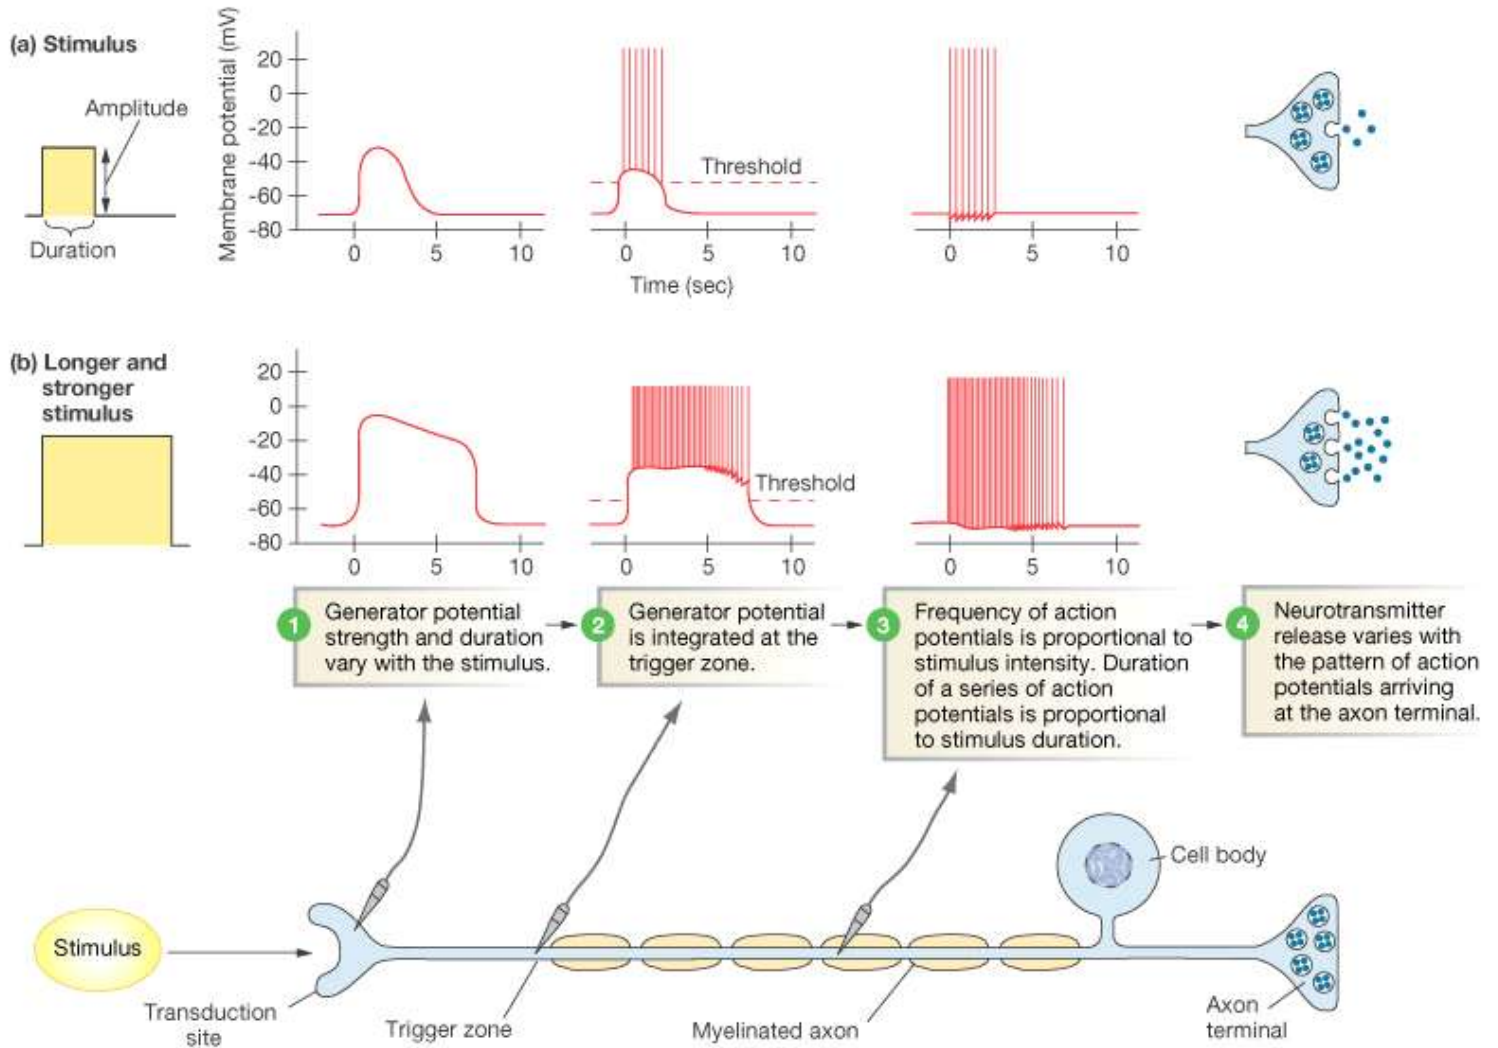 (a) Stimulus
Amplitude
Duration
Membrane potential (mV)
20
0
-20
-40
-60
-80
0 5 10
Threshold
0 5 10
Time (sec)
0 5 10
(b) Longer and
stronger
stimulus
20
0
-20
-40
-60
-80
0 5 10
Threshold
0 5 10
0 5 10
1
Generator potential
strength and duration
vary with the stimulus.
2
Generator potential
is integrated at the
trigger zone.
3
Frequency of action
potentials is proportional to
stimulus intensity. Duration
of a series of action
potentials is proportional
to stimulus duration.
4
Neurotransmitter
release varies with
the pattern of action
potentials arriving
at the axon terminal.
Cell body
Stimulus
Transduction
site
Trigger zone
Myelinated axon
Axon
terminal